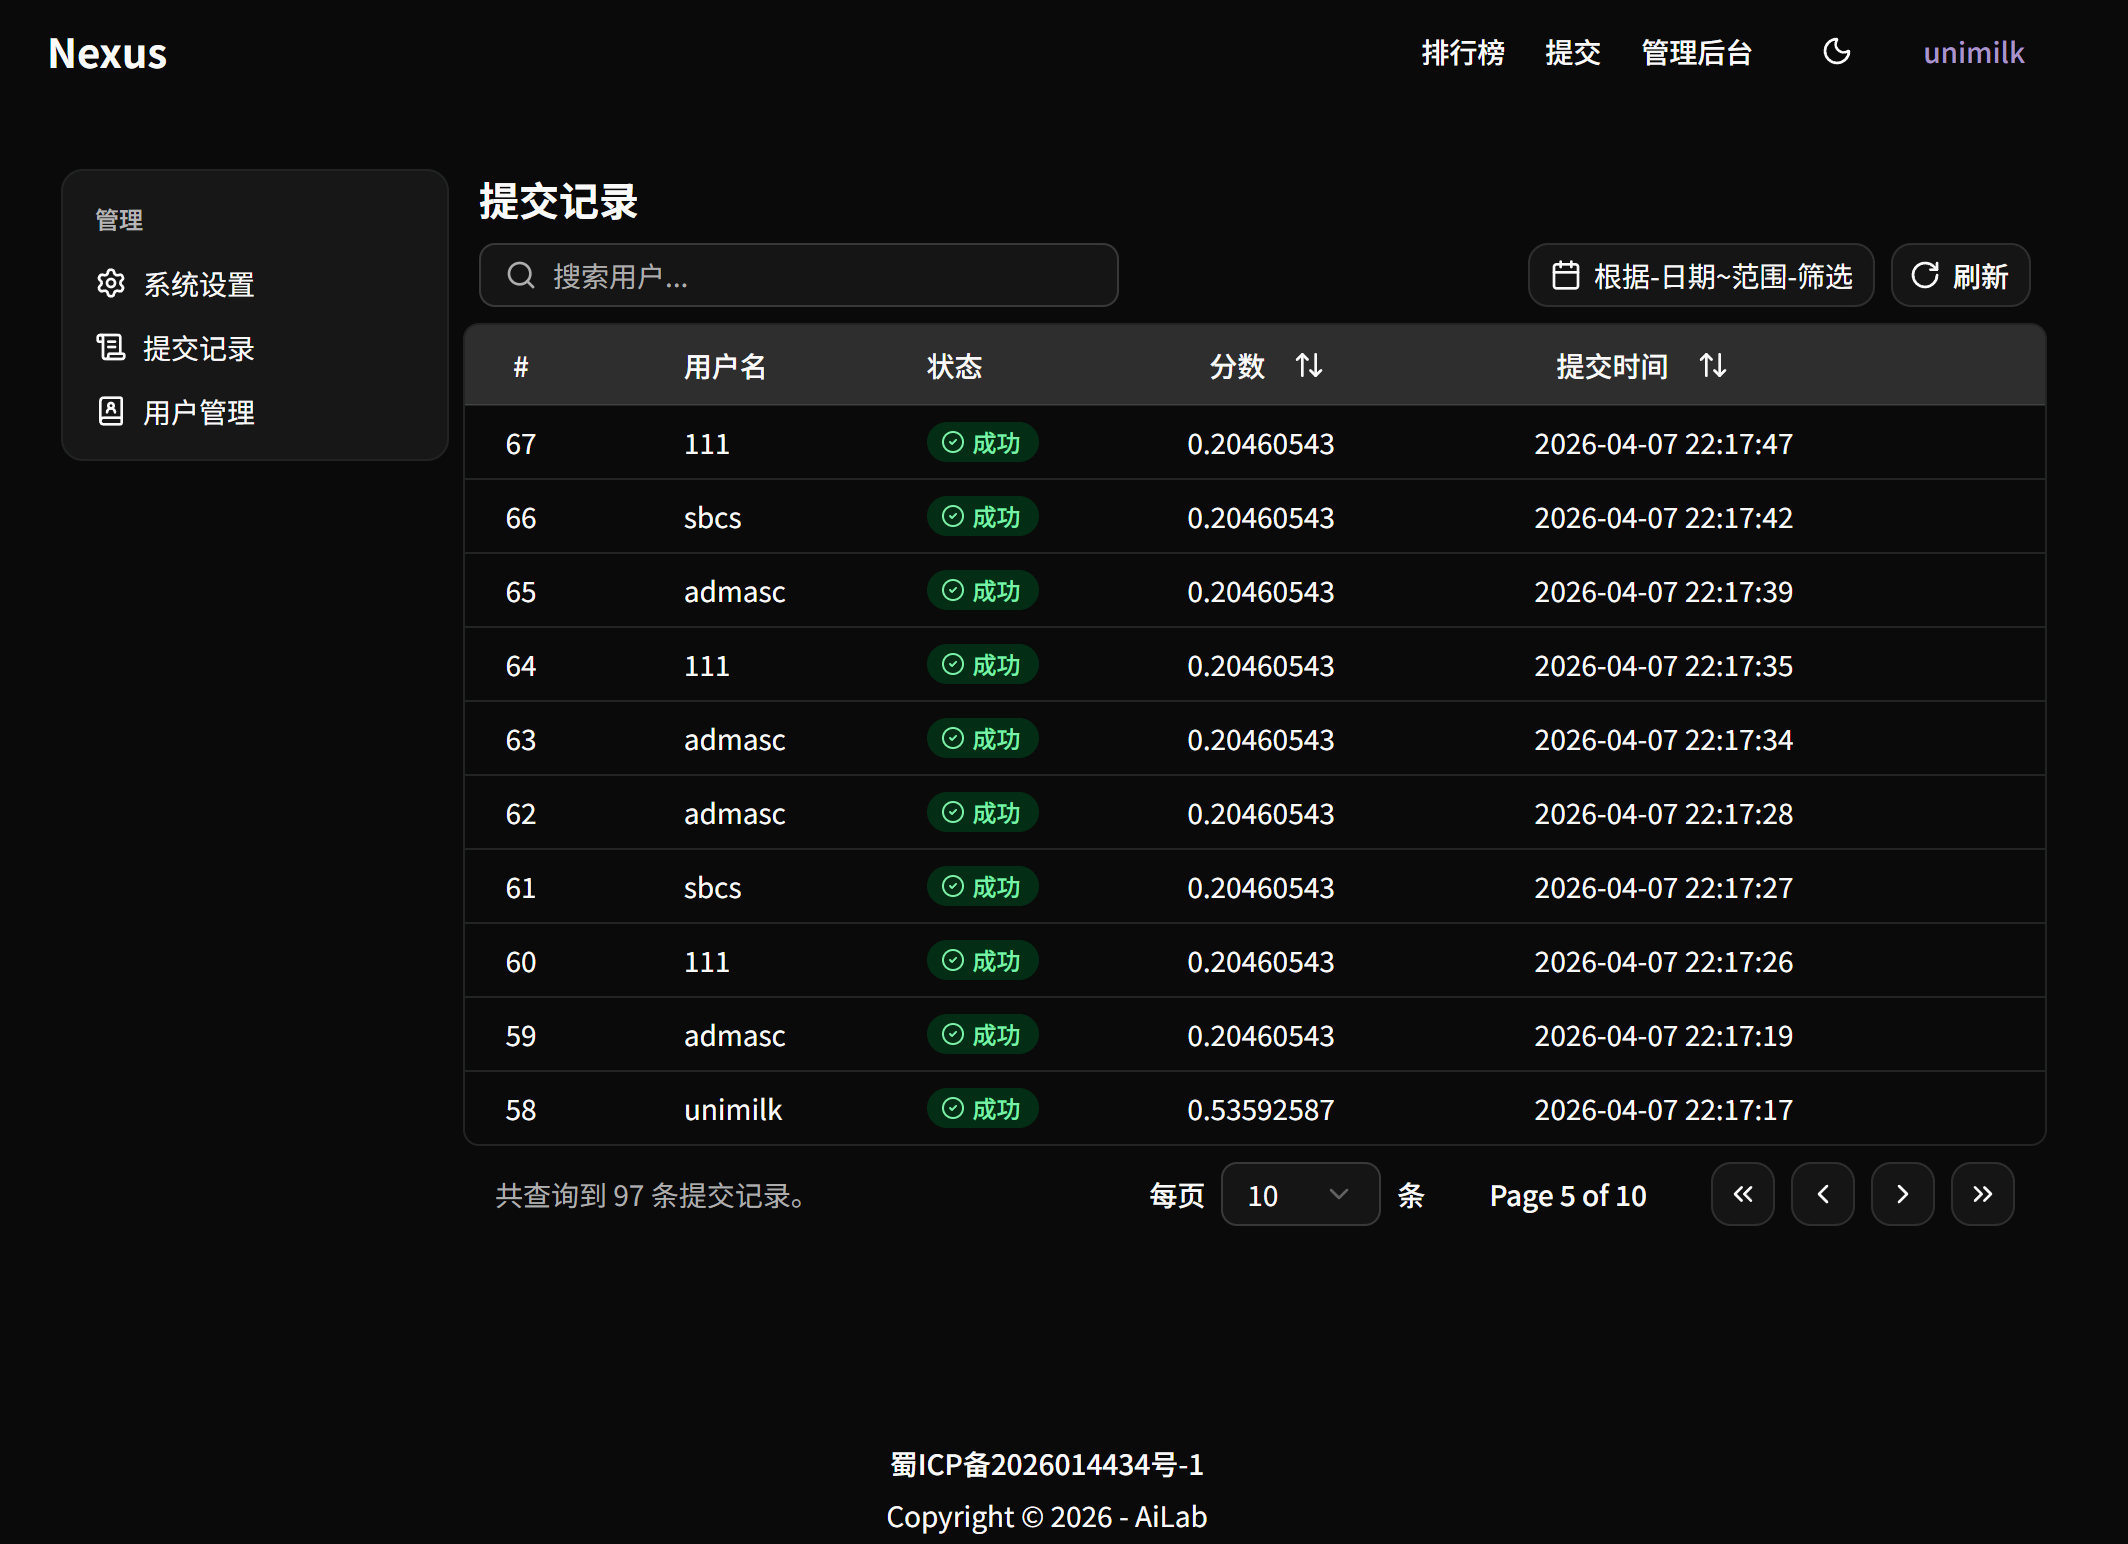 Nexus 排行榜 提交 管理后台 unimilk
管理
系统设置
提交记录
用户管理
提交记录
搜索用户... 根据-日期~范围-筛选 刷新
# 用户名 状态 分数 提交时间
67 111 成功 0.20460543 2026-04-07 22:17:47
66 sbcs 成功 0.20460543 2026-04-07 22:17:42
65 admasc 成功 0.20460543 2026-04-07 22:17:39
64 111 成功 0.20460543 2026-04-07 22:17:35
63 admasc 成功 0.20460543 2026-04-07 22:17:34
62 admasc 成功 0.20460543 2026-04-07 22:17:28
61 sbcs 成功 0.20460543 2026-04-07 22:17:27
60 111 成功 0.20460543 2026-04-07 22:17:26
59 admasc 成功 0.20460543 2026-04-07 22:17:19
58 unimilk 成功 0.53592587 2026-04-07 22:17:17
共查询到 97 条提交记录。 每页 10 条 Page 5 of 10
蜀ICP备2026014434号-1
Copyright © 2026 - AiLab